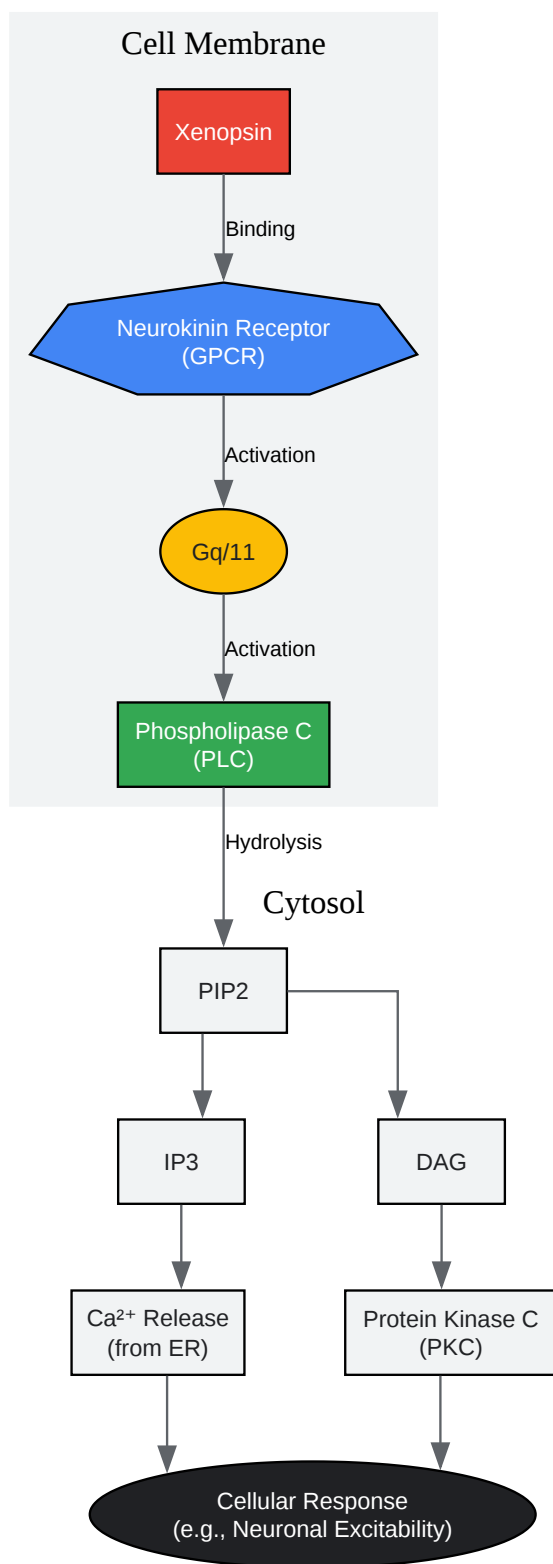 Cell Membrane
Xenopsin
Binding
Neurokinin Receptor
(GPCR)
Activation
Gq/11
Activation
Phospholipase C
(PLC)
Hydrolysis
Cytosol
PIP2
IP3
DAG
Ca²⁺ Release
(from ER)
Protein Kinase C
(PKC)
Cellular Response
(e.g., Neuronal Excitability)